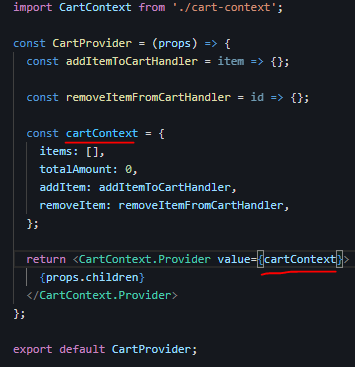 import CartContext from './cart-context';
const CartProvider = (props) => {
const addItemToCartHandler = item => {};
const removeItemFromCartHandler = id => {};
const cartContext = {
items: [],
totalAmount: 0,
addItem: addItemToCartHandler,
removeItem: removeItemFromCartHandler,
};
return <CartContext.Provider value={cartContext}>
{props.children}
</CartContext.Provider>
};
export default CartProvider;